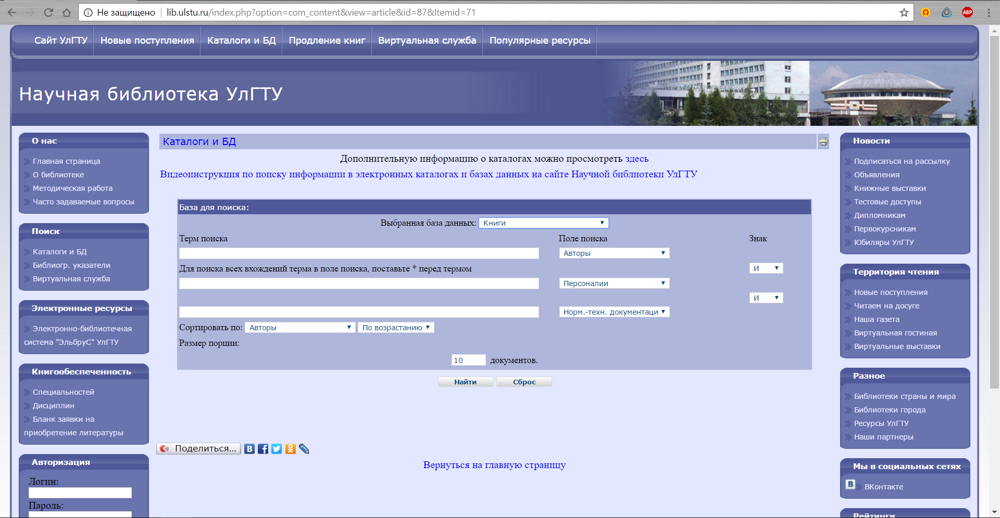 Не защищено lib.ulstu.ru/index.php?option=com_content&view=article&id=87&Itemid=71
ABP
Сайт УлГТУ Новые поступления Каталоги и БД Продление книг Виртуальная служба Популярные ресурсы
Научная библиотека УлГТУ
О нас
Главная страница
О библиотеке
Методическая работа
Часто задаваемые вопросы
Поиск
Каталоги и БД
Библиогр. указатели
Виртуальная служба
Электронные ресурсы
Электронно-библиотечная
система "ЭльбруС" УлГТУ
Книгообеспеченность
Специальностей
Дисциплин
Бланк заявки на
приобретение литературы
Авторизация
Логин:
Пароль:
Каталоги и БД
Дополнительную информацию о каталогах можно просмотреть здесь
Видеоинструкция по поиску информации в электронных каталогах и базах данных на сайте Научной библиотеки УлГТУ
База для поиска:
Выбранная база данных: Книги
Терм поиска Поле поиска Знак
Авторы
Для поиска всех вхождений терма в поле поиска, поставьте * перед термом И
Персоналии
И
Норм.-техн. документаци
Сортировать по: Авторы По возрастанию
Размер порции:
10 документов.
Найти Сброс
Поделиться...
Вернуться на главную страницу
Новости
Подписаться на рассылку
Объявления
Книжные выставки
Тестовые доступы
Дипломникам
Первокурсникам
Юбиляры УлГТУ
Территория чтения
Новые поступления
Читаем на досуге
Наша газета
Виртуальная гостиная
Виртуальные выставки
Разное
Библиотеки страны и мира
Библиотеки города
Ресурсы УлГТУ
Наши партнеры
Мы в социальных сетях
В ВКонтакте
Рейтинги